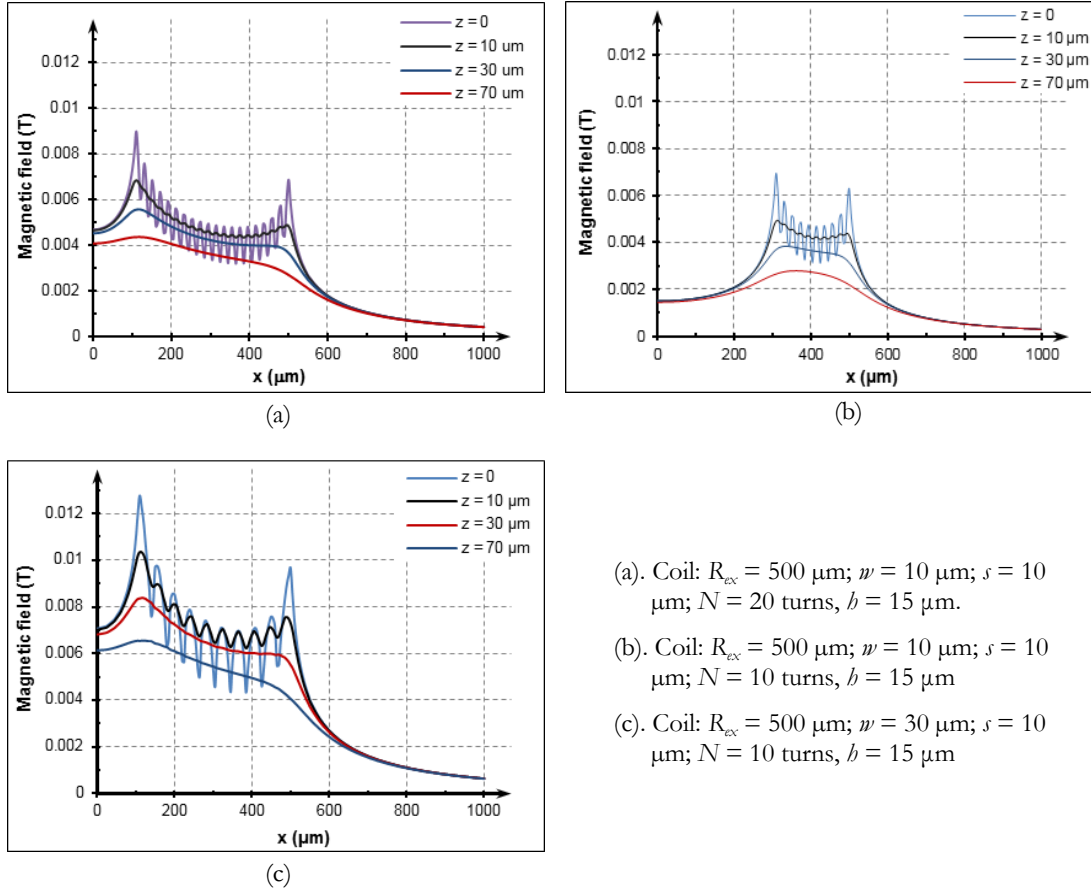 z = 0
z = 10 um
z = 30 um
z = 70 um
0.012
0.01
0.008
0.006
0.004
0.002
0
Magnetic field (T)
0 200 400 600 800 1000
x (μm)
(a)
z = 0
z = 10 μm
z = 30 μm
z = 70 μm
0.012
0.01
0.008
0.006
0.004
0.002
0
Magnetic field (T)
0 200 400 600 800 1000
x (μm)
(b)
z = 0
z = 10 μm
z = 30 μm
z = 70 μm
0.012
0.01
0.008
0.006
0.004
0.002
0
Magnetic field (T)
0 200 400 600 800 1000
x (μm)
(c)
(a). Coil: Rex = 500 μm; w = 10 μm; s = 10
μm; N = 20 turns, h = 15 μm.
(b). Coil: Rex = 500 μm; w = 10 μm; s = 10
μm; N = 10 turns, h = 15 μm
(c). Coil: Rex = 500 μm; w = 30 μm; s = 10
μm; N = 10 turns, h = 15 μm